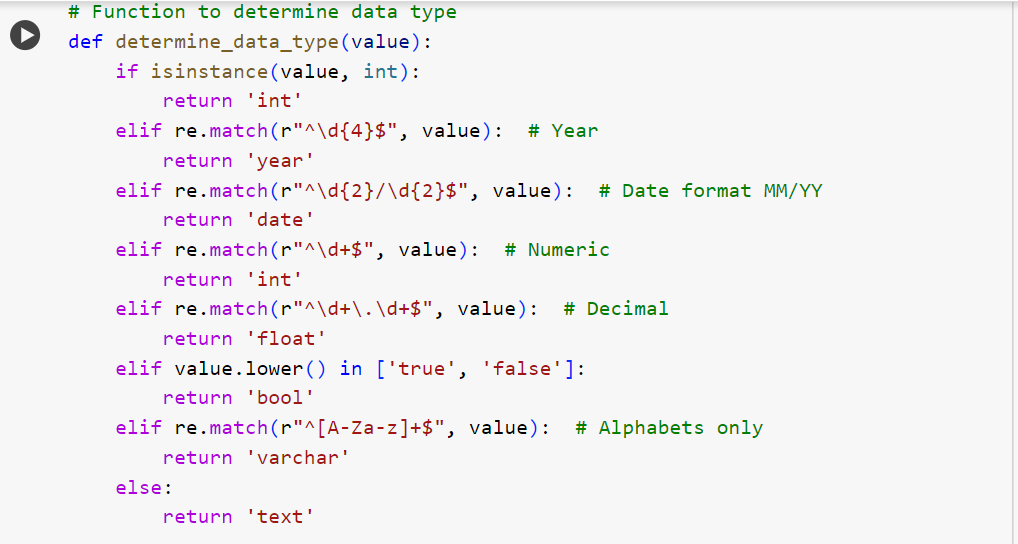 # Function to determine data type
def determine_data_type(value):
    if isinstance(value, int):
        return 'int'
    elif re.match(r"^\d{4}$", value):  # Year
        return 'year'
    elif re.match(r"^\d{2}/\d{2}$", value):  # Date format MM/YY
        return 'date'
    elif re.match(r"^\d+$", value):  # Numeric
        return 'int'
    elif re.match(r"^\d+\.\d+$", value):  # Decimal
        return 'float'
    elif value.lower() in ['true', 'false']:
        return 'bool'
    elif re.match(r"^[A-Za-z]+$", value):  # Alphabets only
        return 'varchar'
    else:
        return 'text'